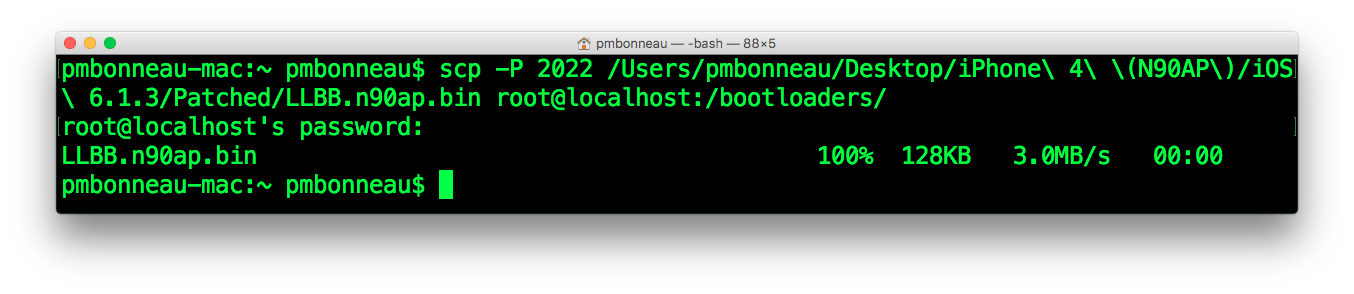 pmbonneau — -bash — 88×5
pmbonneau-mac:~ pmbonneau$ scp -P 2022 /Users/pmbonneau/Desktop/iPhone\ 4\ \(N90AP\)/iOS
\ 6.1.3/Patched/LLBB.n90ap.bin root@localhost:/bootloaders/
root@localhost's password:
LLBB.n90ap.bin 100% 128KB 3.0MB/s 00:00
pmbonneau-mac:~ pmbonneau$